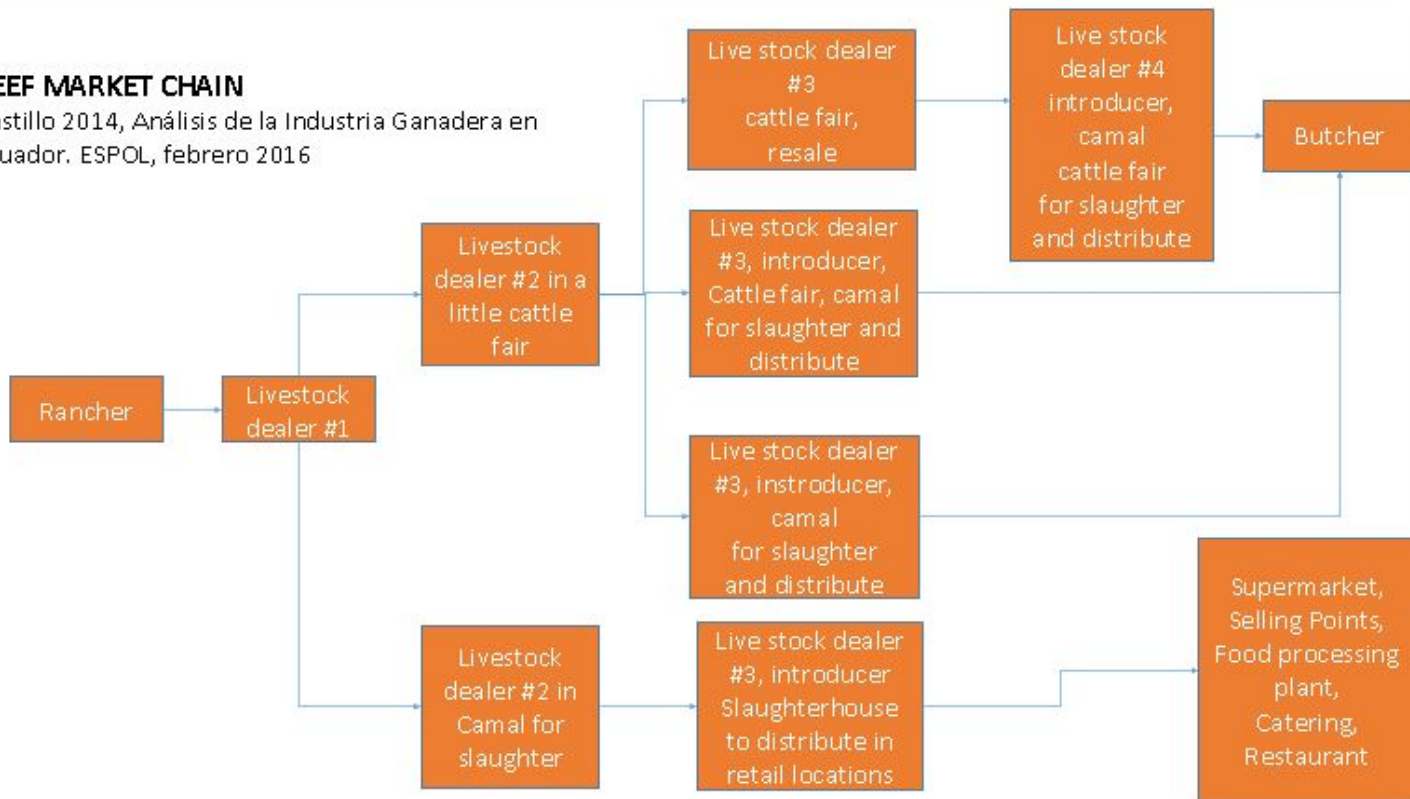 EEF MARKET CHAIN
astillo 2014, Análisis de la Industria Ganadera en
uador. ESPOL, febrero 2016
Live stock dealer
#3
cattle fair,
resale
Live stock
dealer #4
introducer,
camal
cattle fair
for slaughter
and distribute
Butcher
Livestock
dealer #2 in a
little cattle
fair
Live stock dealer
#3, introducer,
Cattle fair, camal
for slaughter and
distribute
Rancher
Livestock
dealer #1
Live stock dealer
#3, instroducer,
camal
for slaughter
and distribute
Livestock
dealer #2 in
Camal for
slaughter
Live stock dealer
#3, introducer
Slaughterhouse
to distribute in
retail locations
Supermarket,
Selling Points,
Food processing
plant,
Catering,
Restaurant